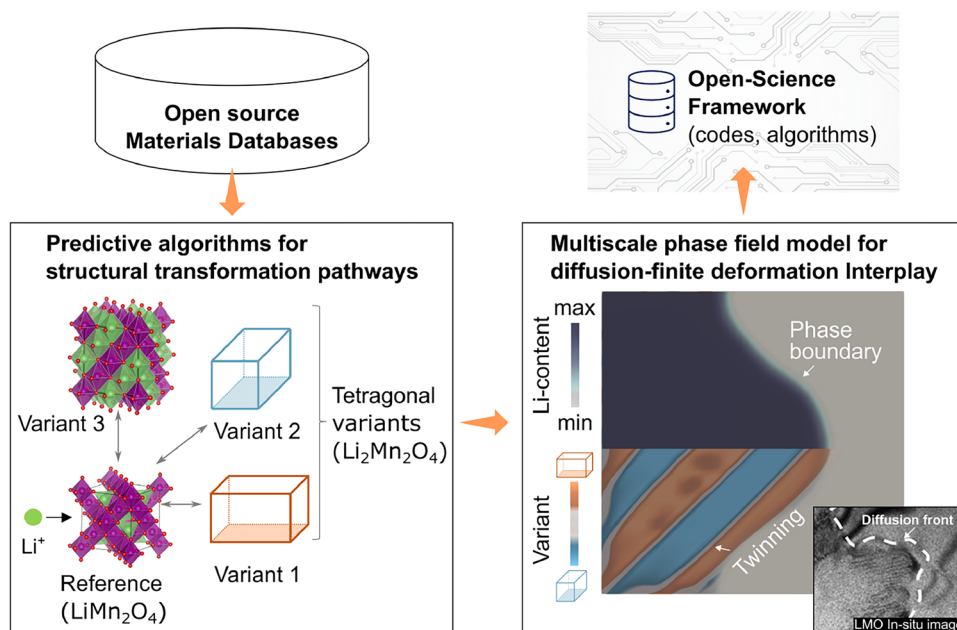 Open source
Materials Databases
Open-Science
Framework
(codes, algorithms)
Predictive algorithms for
structural transformation pathways
Variant 3
Variant 2
Tetragonal
variants
(Li₂Mn₂O₄)
Li⁺
Reference
(LiMn₂O₄)
Variant 1
Multiscale phase field model for
diffusion-finite deformation Interplay
max
Li-content
min
Phase
boundary
Variant
Twinning
Diffusion front
LMO In-situ image